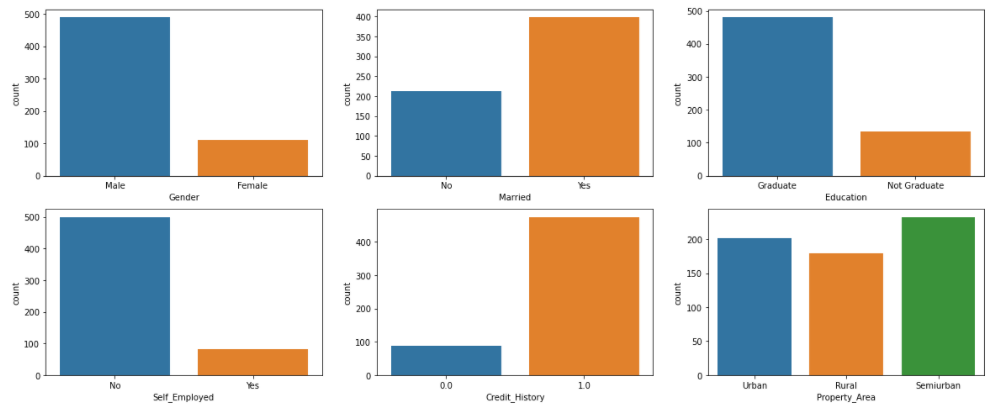 500
400
300
200
100
0
count
Male Female
Gender
400
350
300
250
200
150
100
50
0
count
No Yes
Married
500
400
300
200
100
0
count
Graduate Not Graduate
Education
500
400
300
200
100
0
count
No Yes
Self_Employed
400
300
200
100
0
count
0.0 1.0
Credit_History
200
150
100
50
0
count
Urban Rural Semiurban
Property_Area